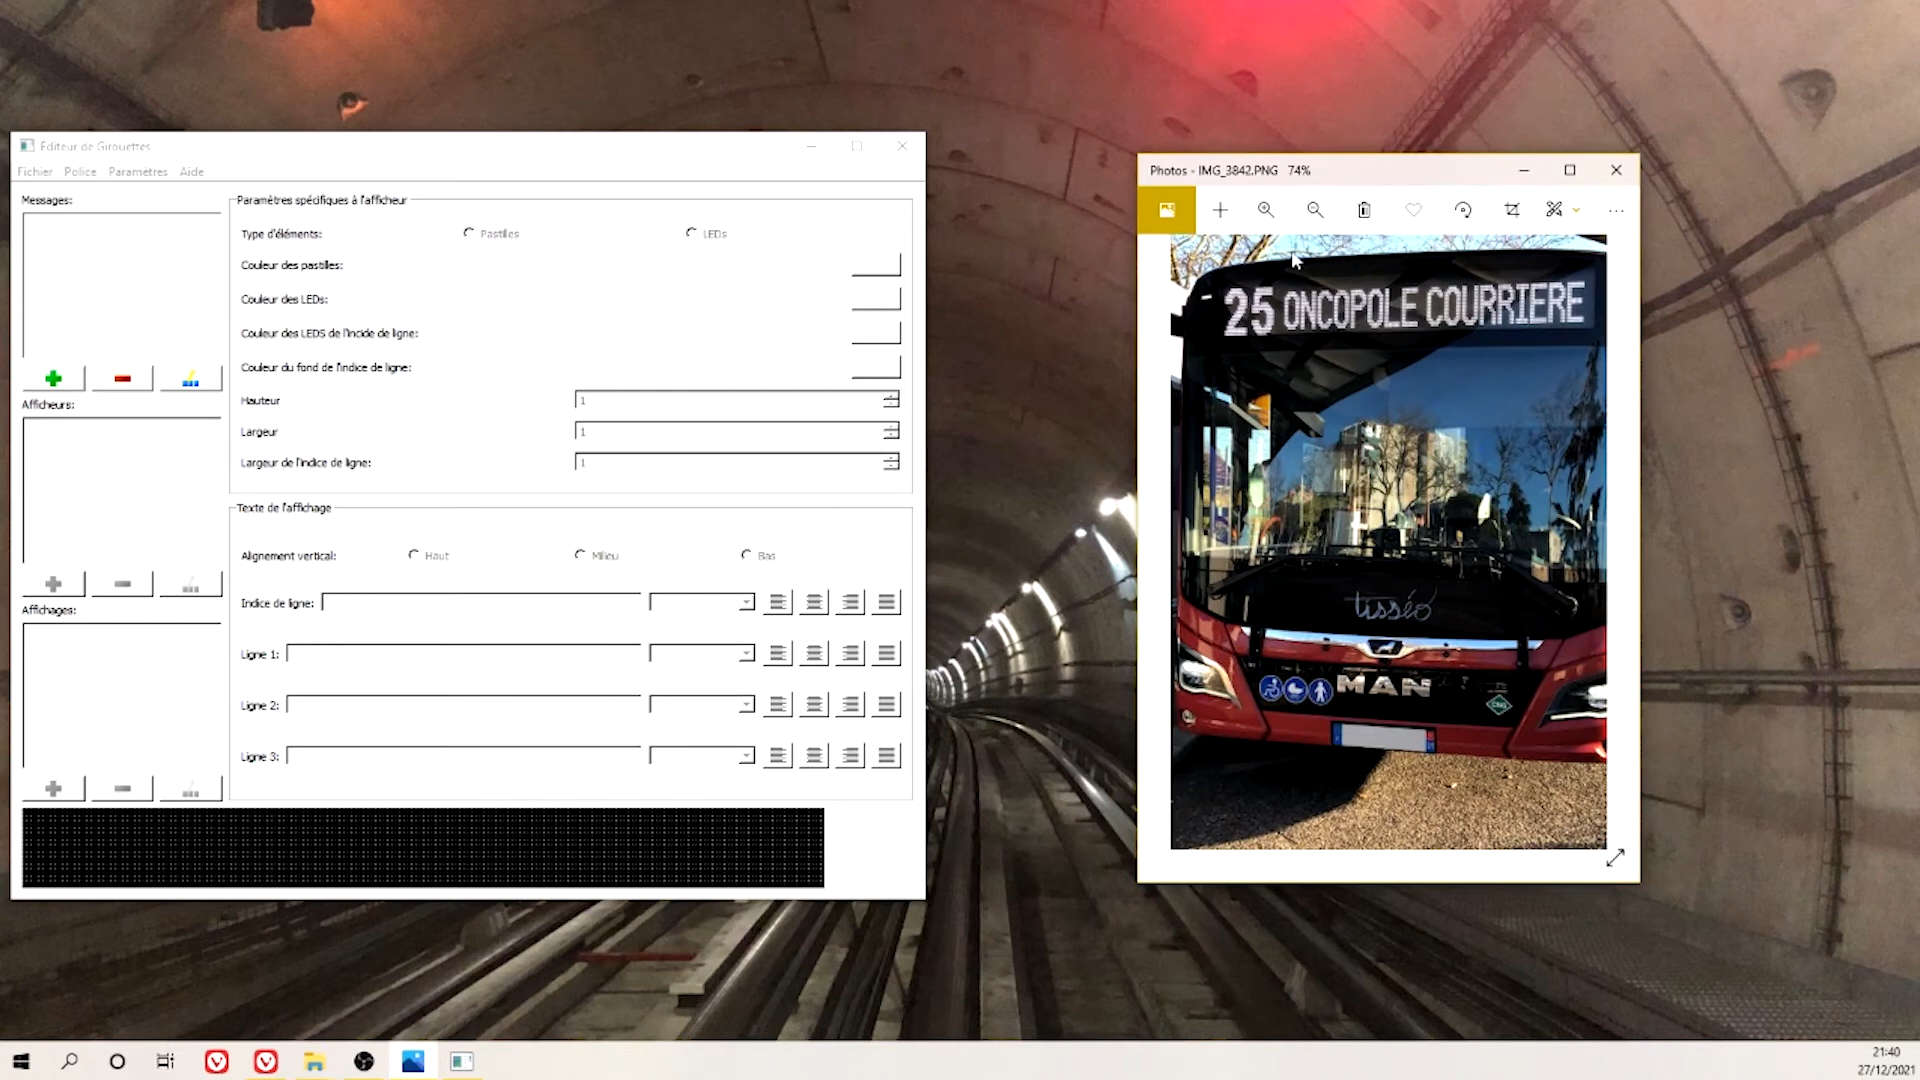 Editeur de Girouettes
Fichier Police Paramètres Aide
Messages:
Afficheurs:
Affichages:
Paramètres spécifiques à l'afficheur
Type d'éléments: Pastilles LEDs
Couleur des pastilles:
Couleur des LEDs:
Couleur des LEDS de l'incide de ligne:
Couleur du fond de l'indice de ligne:
Hauteur 1
Largeur 1
Largeur de l'indice de ligne: 1
Texte de l'affichage
Alignement vertical: Haut Milieu Bas
Indice de ligne:
Ligne 1:
Ligne 2:
Ligne 3:
Photos - IMG_3842.PNG 74%
25 ONCOPOLE COURRIERE
tisséo
MAN
CNG
21:40
27/12/2021